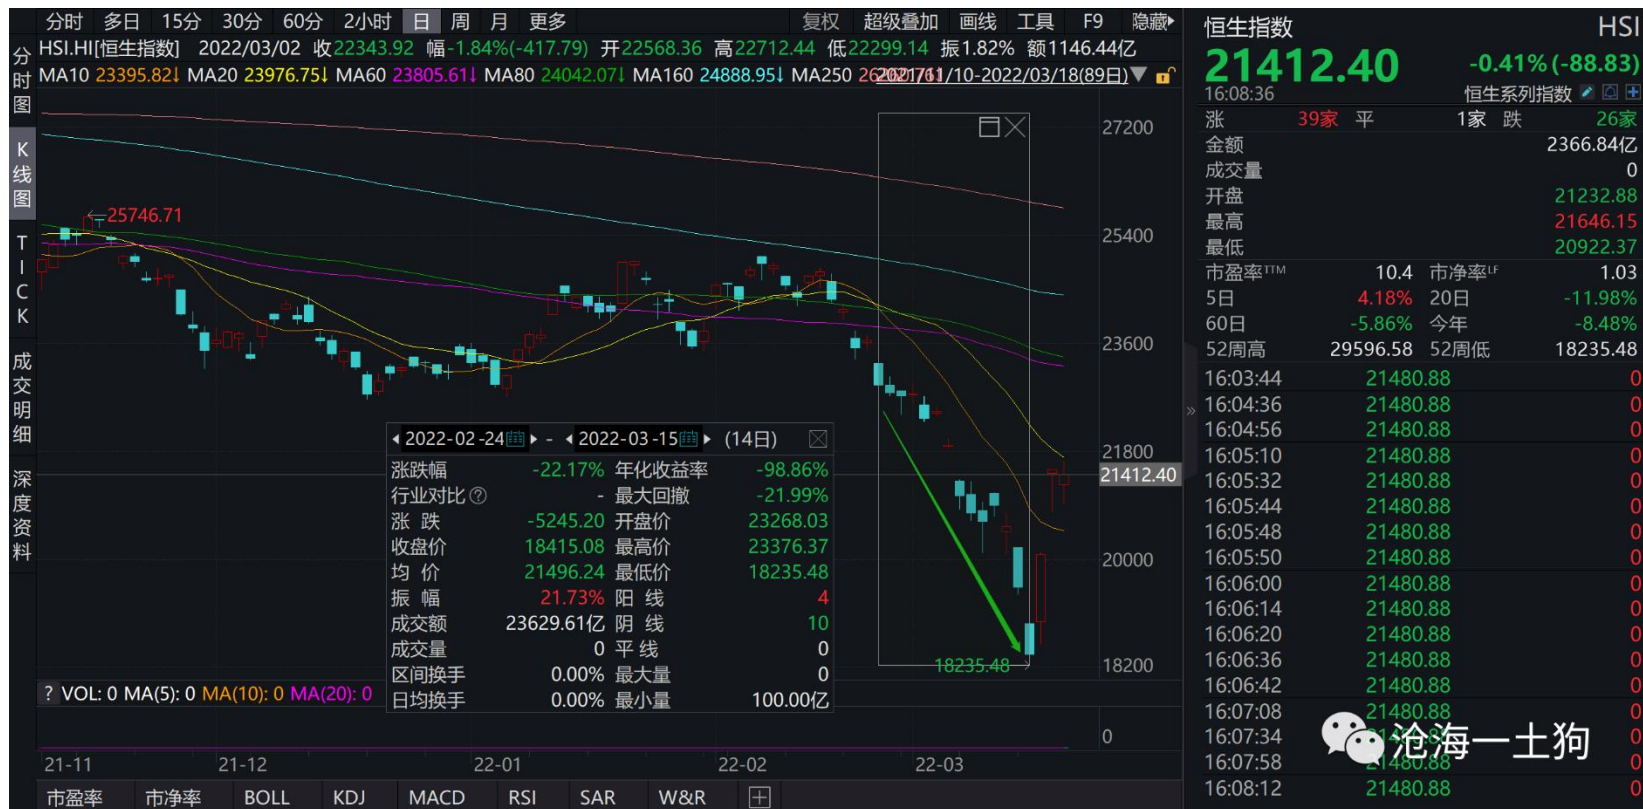 分时 多日 15分 30分 60分 2小时 日 周 月 更多 复权 超级叠加 画线 工具 F9 隐藏
HSI.HI[恒生指数] 2022/03/02 收22343.92 幅-1.84%(-417.79) 开22568.36 高22712.44 低22299.14 振1.82% 额1146.44亿
MA10 23395.82↓ MA20 23976.75↓ MA60 23805.61↓ MA80 24042.07↓ MA160 24888.95↓ MA250
分时图
K线图
TICK
成交明细
深度资料
25746.71
27200
25400
23600
21800
21412.40
20000
18200
0
18235.48
2022-02-24 - 2022-03-15 (14日)
涨跌幅 -22.17% 年化收益率 -98.86%
行业对比? - 最大回撤 -21.99%
涨 跌 -5245.20 开盘价 23268.03
收盘价 18415.08 最高价 23376.37
均 价 21496.24 最低价 18235.48
振 幅 21.73% 阳 线 4
成交额 23629.61亿 阴 线 10
成交量 0 平 线 0
区间换手 0.00% 最大量 0
日均换手 0.00% 最小量 100.00亿
? VOL: 0 MA(5): 0 MA(10): 0 MA(20): 0
21-11 21-12 22-01 22-02 22-03
市盈率 市净率 BOLL KDJ MACD RSI SAR W&R
恒生指数 HSI
21412.40 -0.41%(-88.83)
16:08:36 恒生系列指数
涨 39家 平 1家 跌 26家
金额 2366.84亿
成交量 0
开盘 21232.88
最高 21646.15
最低 20922.37
市盈率TTM 10.4 市净率LF 1.03
5日 4.18% 20日 -11.98%
60日 -5.86% 今年 -8.48%
52周高 29596.58 52周低 18235.48
16:03:44 21480.88 0
16:04:36 21480.88 0
16:04:56 21480.88 0
16:05:10 21480.88 0
16:05:32 21480.88 0
16:05:44 21480.88 0
16:05:48 21480.88 0
16:05:50 21480.88 0
16:06:00 21480.88 0
16:06:14 21480.88 0
16:06:20 21480.88 0
16:06:36 21480.88 0
16:06:42 21480.88 0
16:07:08 21480.88 0
16:07:34 0
16:07:58 21480.88 0
16:08:12 21480.88 0
沧海一土狗